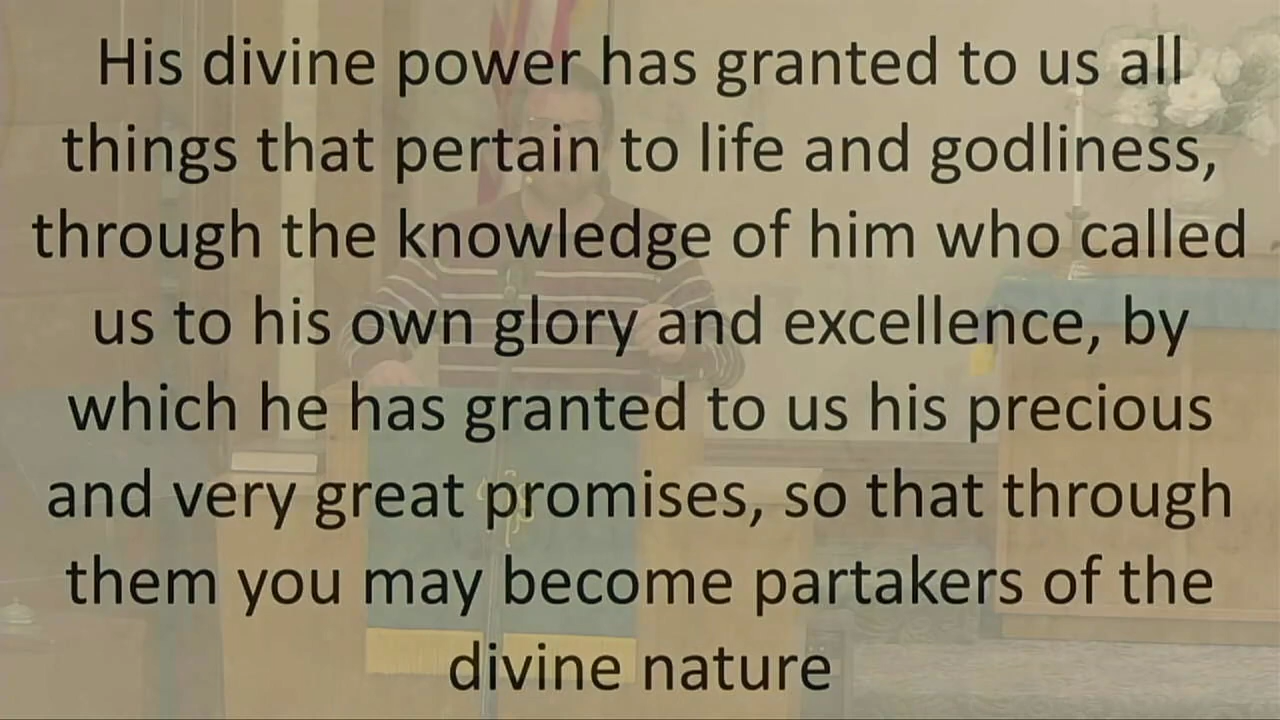 His divine power has granted to us all
things that pertain to life and godliness,
through the knowledge of him who called
us to his own glory and excellence, by
which he has granted to us his precious
and very great promises, so that through
them you may become partakers of the
divine nature